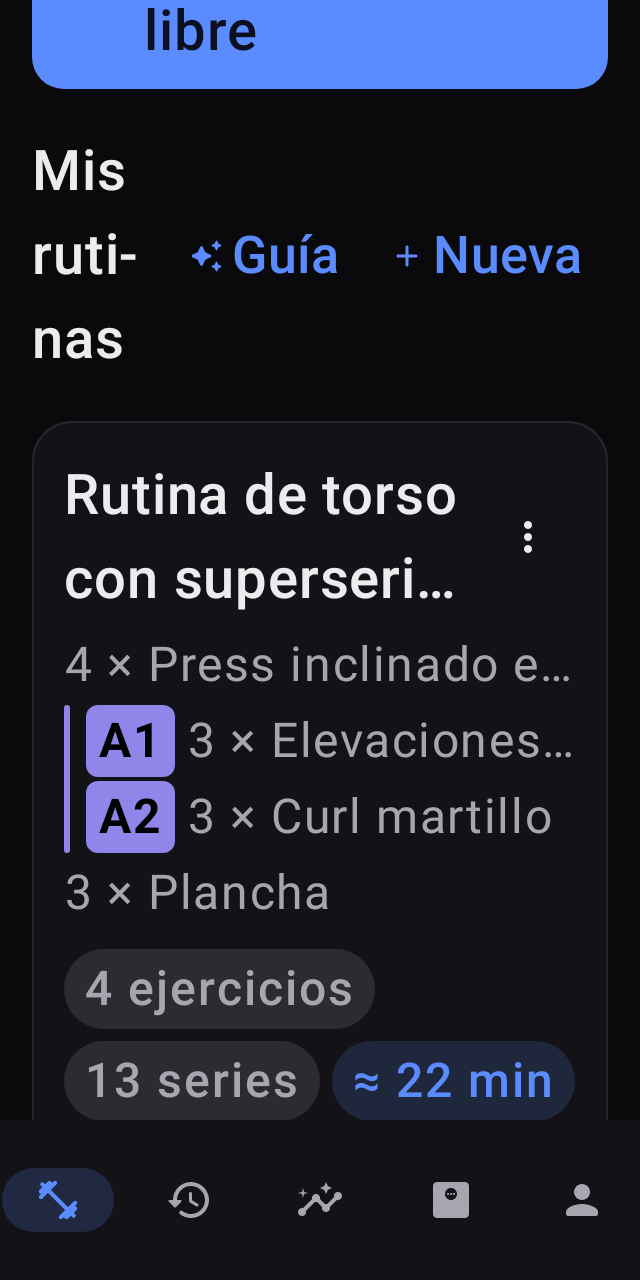 libre
Mis
ruti-
nas
Guía
+ Nueva
Rutina de torso
con superseri…
4 × Press inclinado e…
A1 3 × Elevaciones…
A2 3 × Curl martillo
3 × Plancha
4 ejercicios
13 series
≈ 22 min